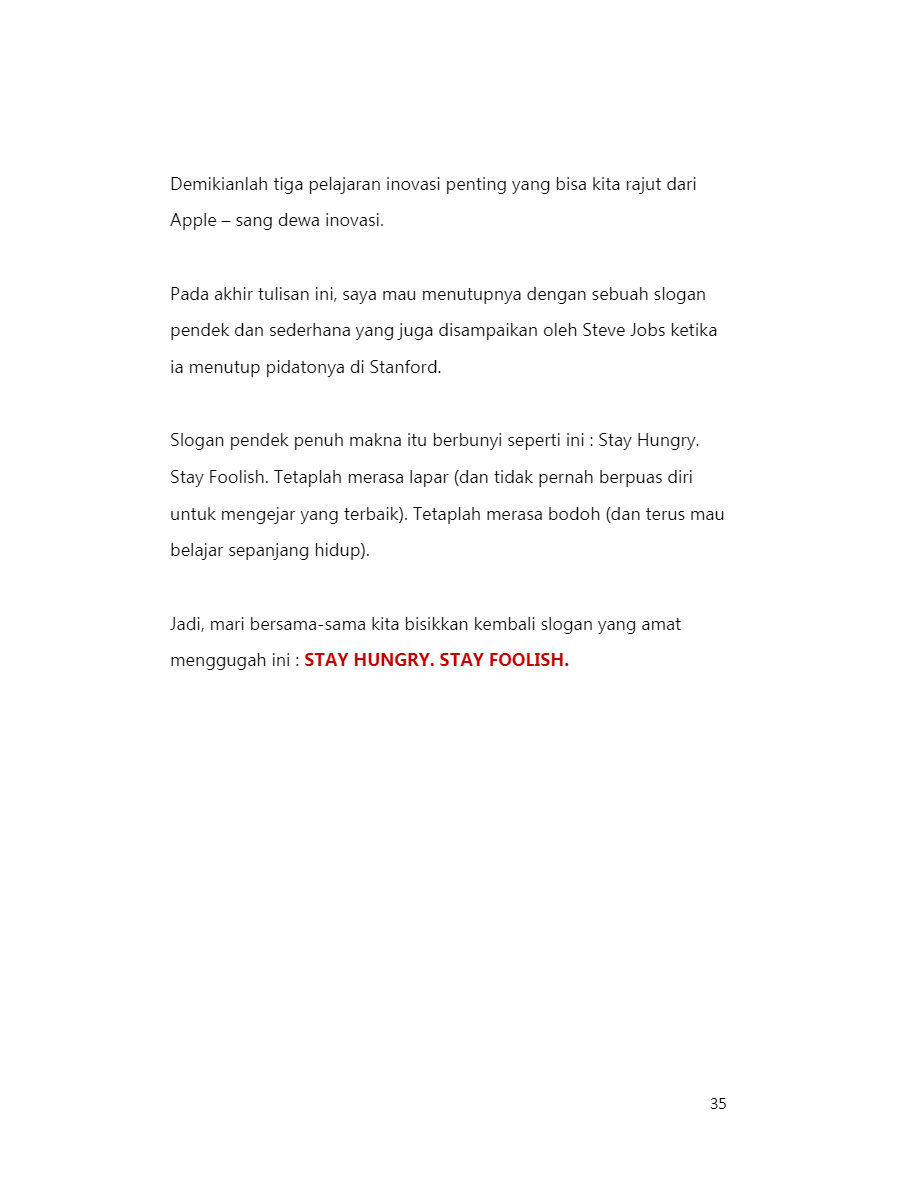 Demikianlah tiga pelajaran inovasi penting yang bisa kita rajut dari
Apple – sang dewa inovasi.
Pada akhir tulisan ini, saya mau menutupnya dengan sebuah slogan
pendek dan sederhana yang juga disampaikan oleh Steve Jobs ketika
ia menutup pidatonya di Stanford.
Slogan pendek penuh makna itu berbunyi seperti ini : Stay Hungry.
Stay Foolish. Tetaplah merasa lapar (dan tidak pernah berpuas diri
untuk mengejar yang terbaik). Tetaplah merasa bodoh (dan terus mau
belajar sepanjang hidup).
Jadi, mari bersama-sama kita bisikkan kembali slogan yang amat
menggugah ini : STAY HUNGRY. STAY FOOLISH.
35